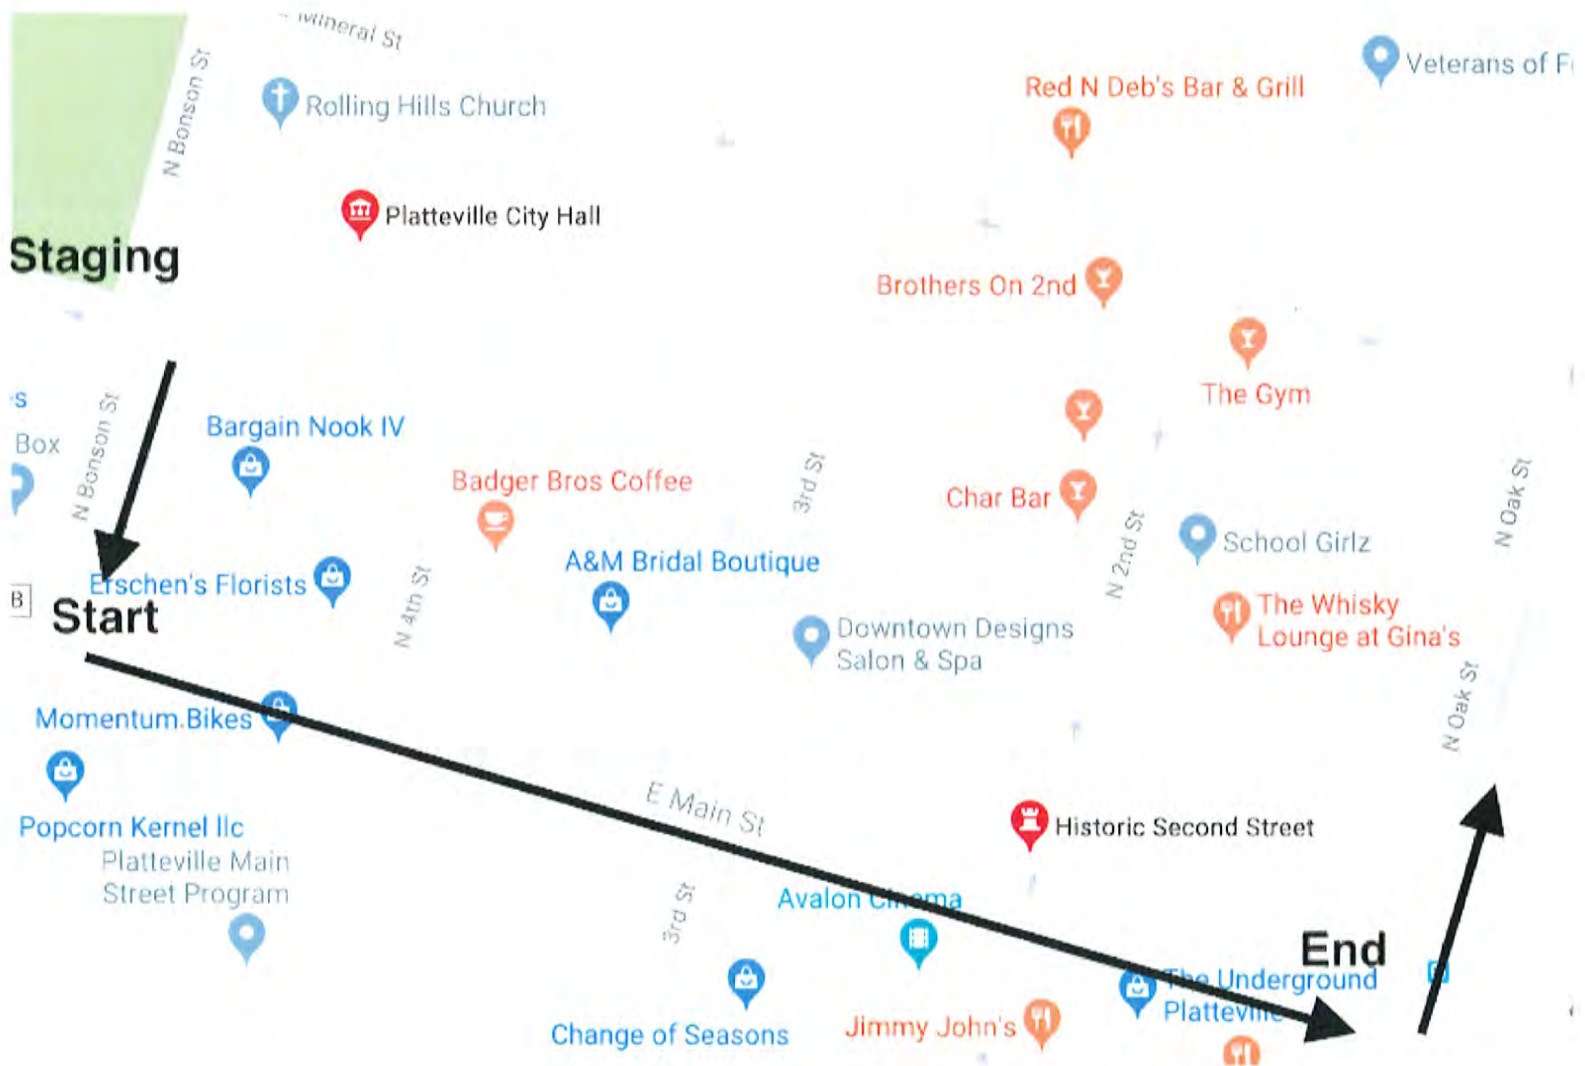 Mineral St
N Bonson St
Rolling Hills Church
Platteville City Hall
Red N Deb's Bar & Grill
Veterans of
Staging
Brothers On 2nd
The Gym
s
Box
N Bonson St
Bargain Nook IV
Badger Bros Coffee
3rd St
Char Bar
N 2nd St
School Girlz
N Oak St
A&M Bridal Boutique
Erschen's Florists
B
Start
N 4th St
Downtown Designs
Salon & Spa
The Whisky
Lounge at Gina's
N Oak St
Momentum.Bikes
Popcorn Kernel llc
Platteville Main
Street Program
E Main St
Historic Second Street
3rd St
Avalon Cinema
End
The Underground
Platteville
Change of Seasons
Jimmy John's